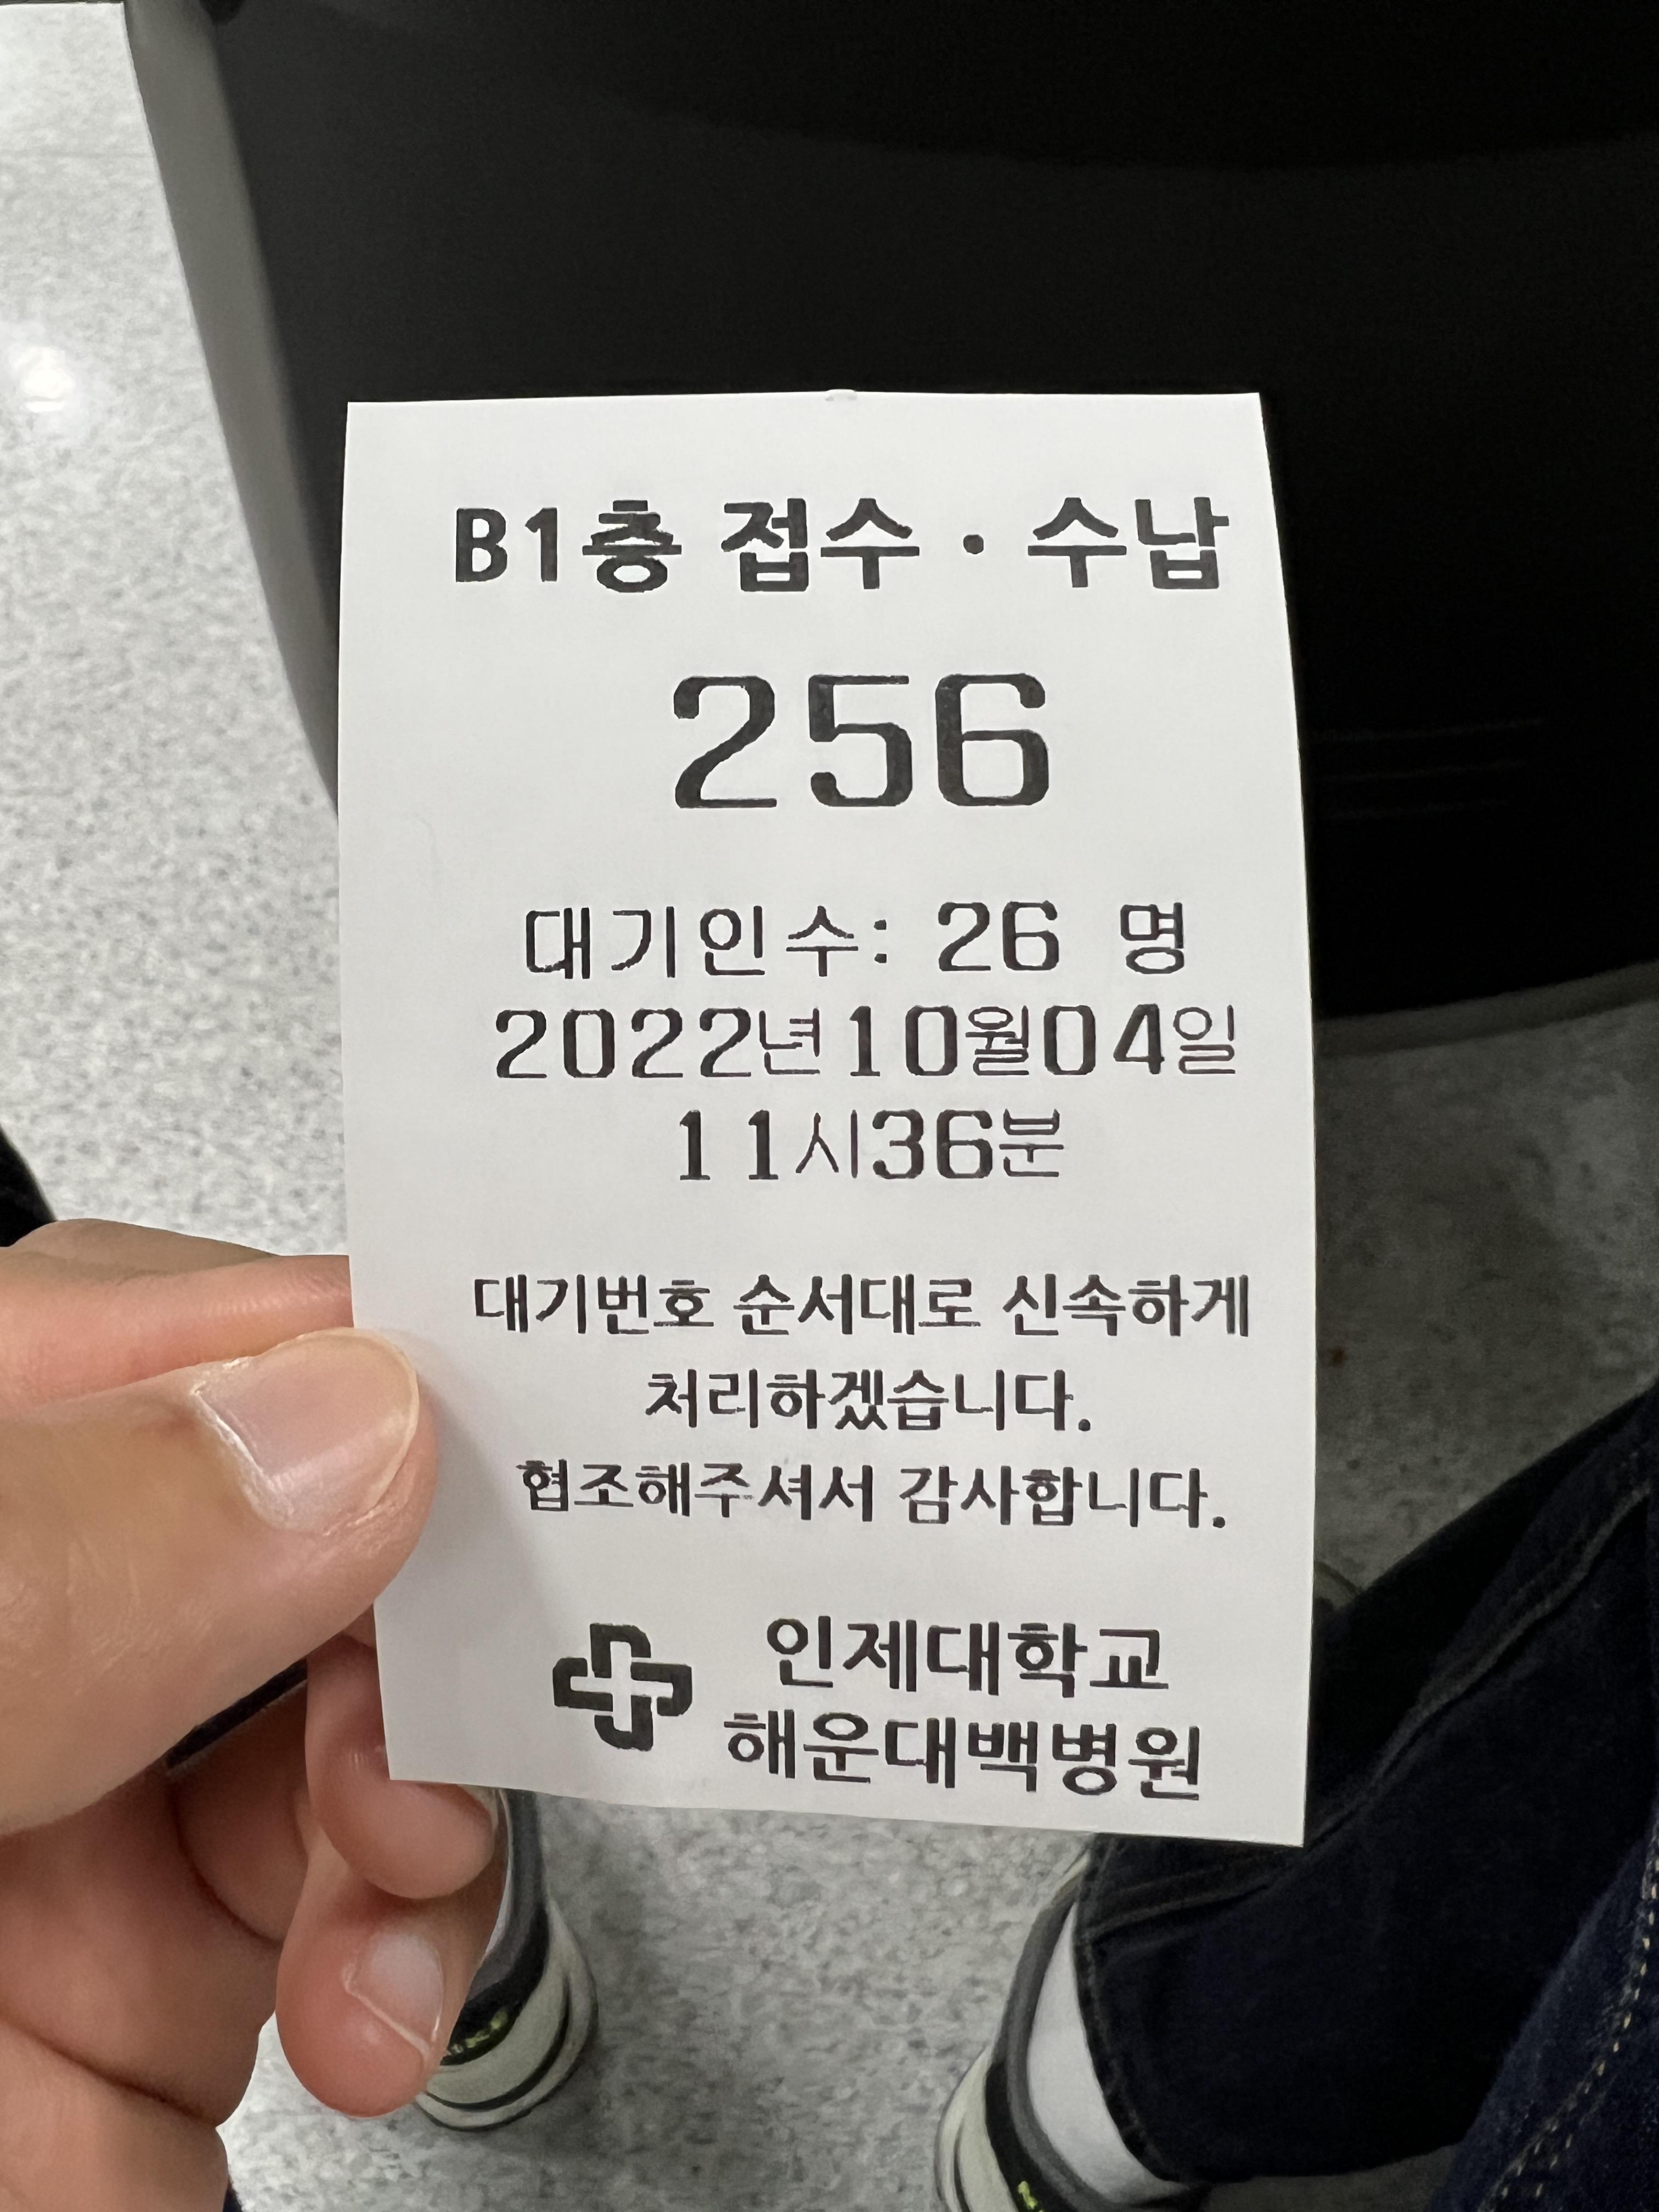 B1층 접수 · 수납
256
대기인수: 26 명
2022년10월04일
11시36분
대기번호 순서대로 신속하게
처리하겠습니다.
협조해주셔서 감사합니다.
인제대학교
해운대백병원